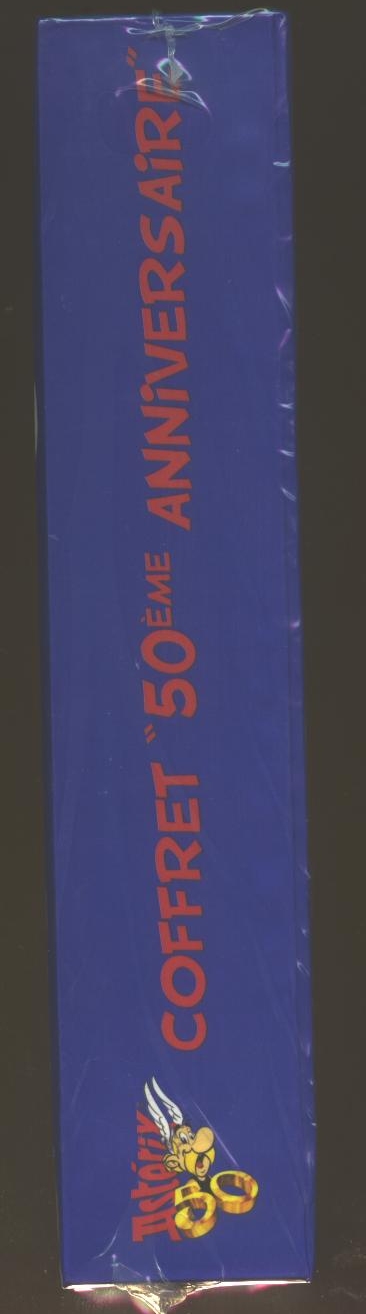 Astérix
50
COFFRET "50ÈME ANNIVERSAIRE"